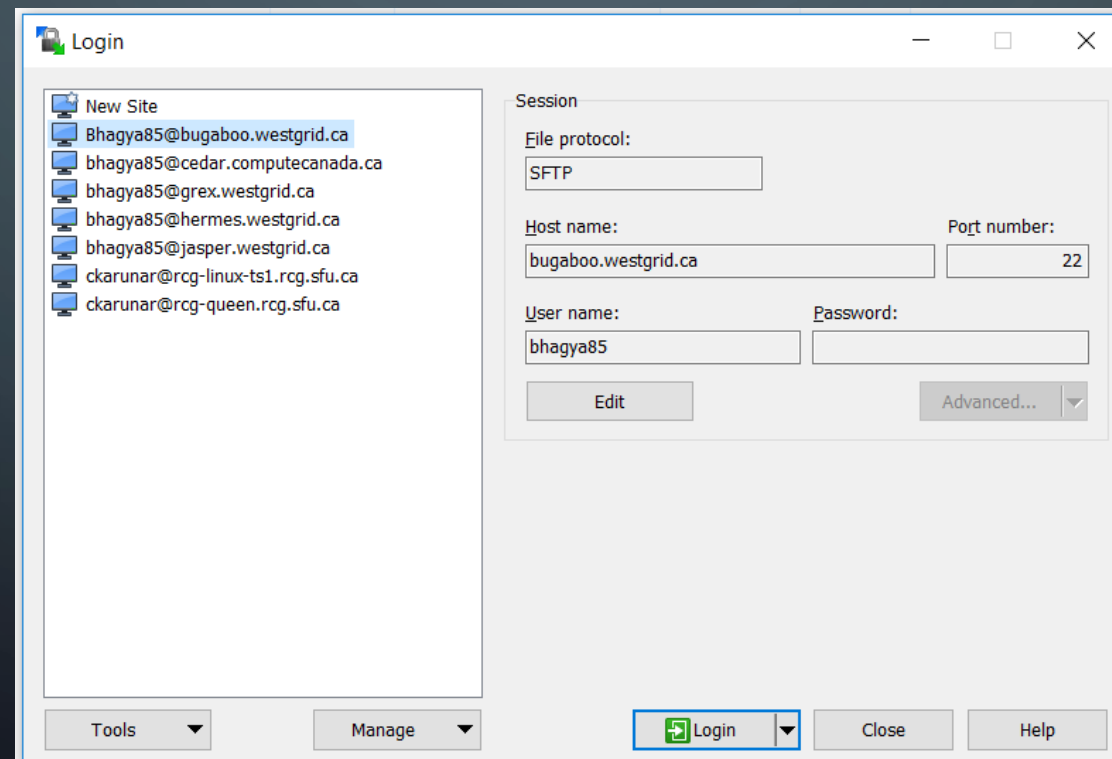 Login
New Site
Bhagya85@bugaboo.westgrid.ca
bhagya85@cedar.computecanada.ca
bhagya85@grex.westgrid.ca
bhagya85@hermes.westgrid.ca
bhagya85@jasper.westgrid.ca
ckarunar@rcg-linux-ts1.rcg.sfu.ca
ckarunar@rcg-queen.rcg.sfu.ca
Session
File protocol:
SFTP
Host name: Port number:
bugaboo.westgrid.ca 22
User name: Password:
bhagya85
Edit Advanced...
Tools Manage Login Close Help